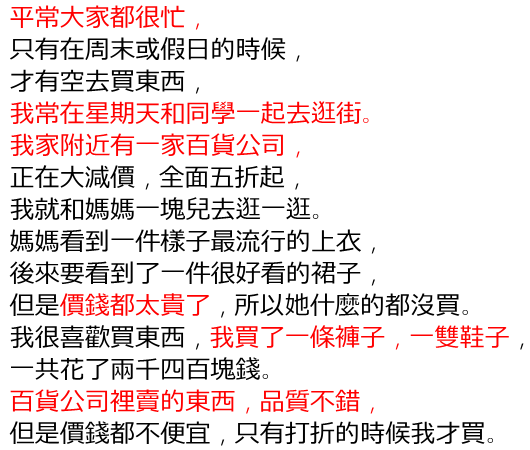 平常大家都很忙，
只有在周末或假日的時候，
才有空去買東西，
我常在星期天和同學一起去逛街。
我家附近有一家百貨公司，
正在大減價，全面五折起，
我就和媽媽一塊兒去逛一逛。
媽媽看到一件樣子最流行的上衣，
後來要看到了一件很好看的裙子，
但是價錢都太貴了，所以她什麼的都沒買。
我很喜歡買東西，我買了一條褲子，一雙鞋子，
一共花了兩千四百塊錢。
百貨公司裡賣的東西，品質不錯，
但是價錢都不便宜，只有打折的時候我才買。